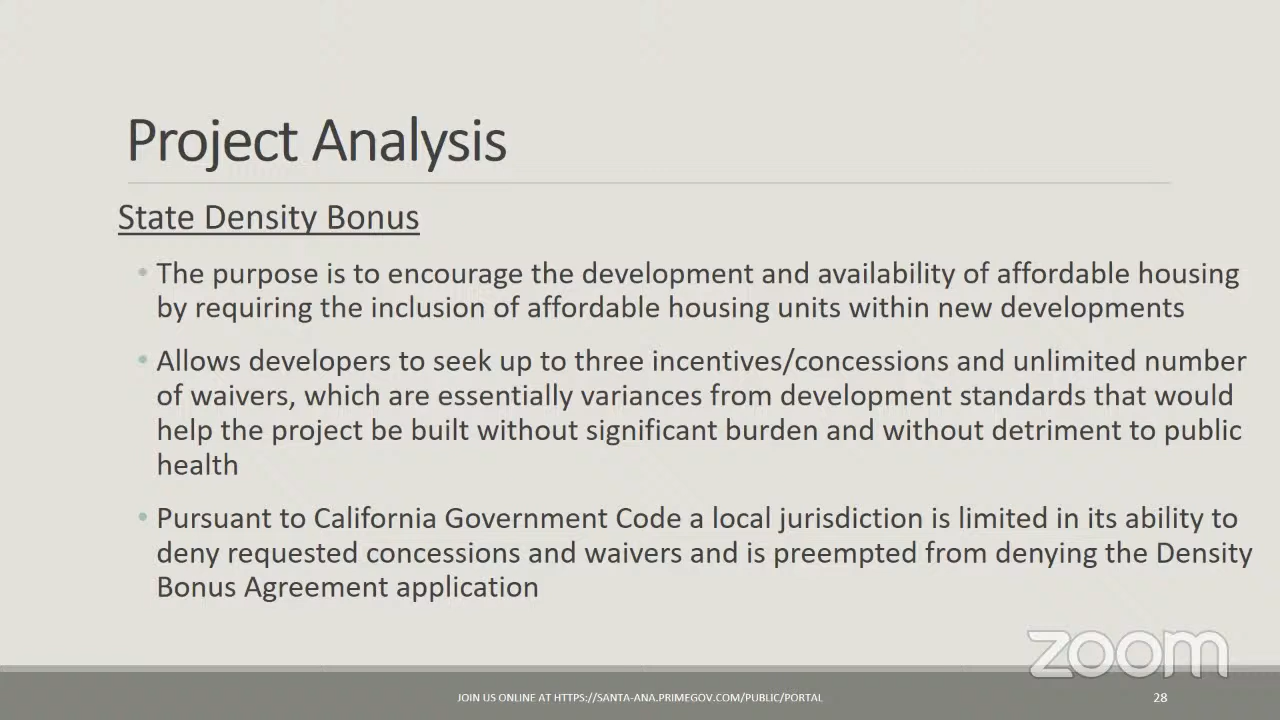 Project Analysis
State Density Bonus
• The purpose is to encourage the development and availability of affordable housing
by requiring the inclusion of affordable housing units within new developments
• Allows developers to seek up to three incentives/concessions and unlimited number
of waivers, which are essentially variances from development standards that would
help the project be built without significant burden and without detriment to public
health
• Pursuant to California Government Code a local jurisdiction is limited in its ability to
deny requested concessions and waivers and is preempted from denying the Density
Bonus Agreement application
zoom
JOIN US ONLINE AT HTTPS://SANTA-ANA.PRIMEGOV.COM/PUBLIC/PORTAL
28